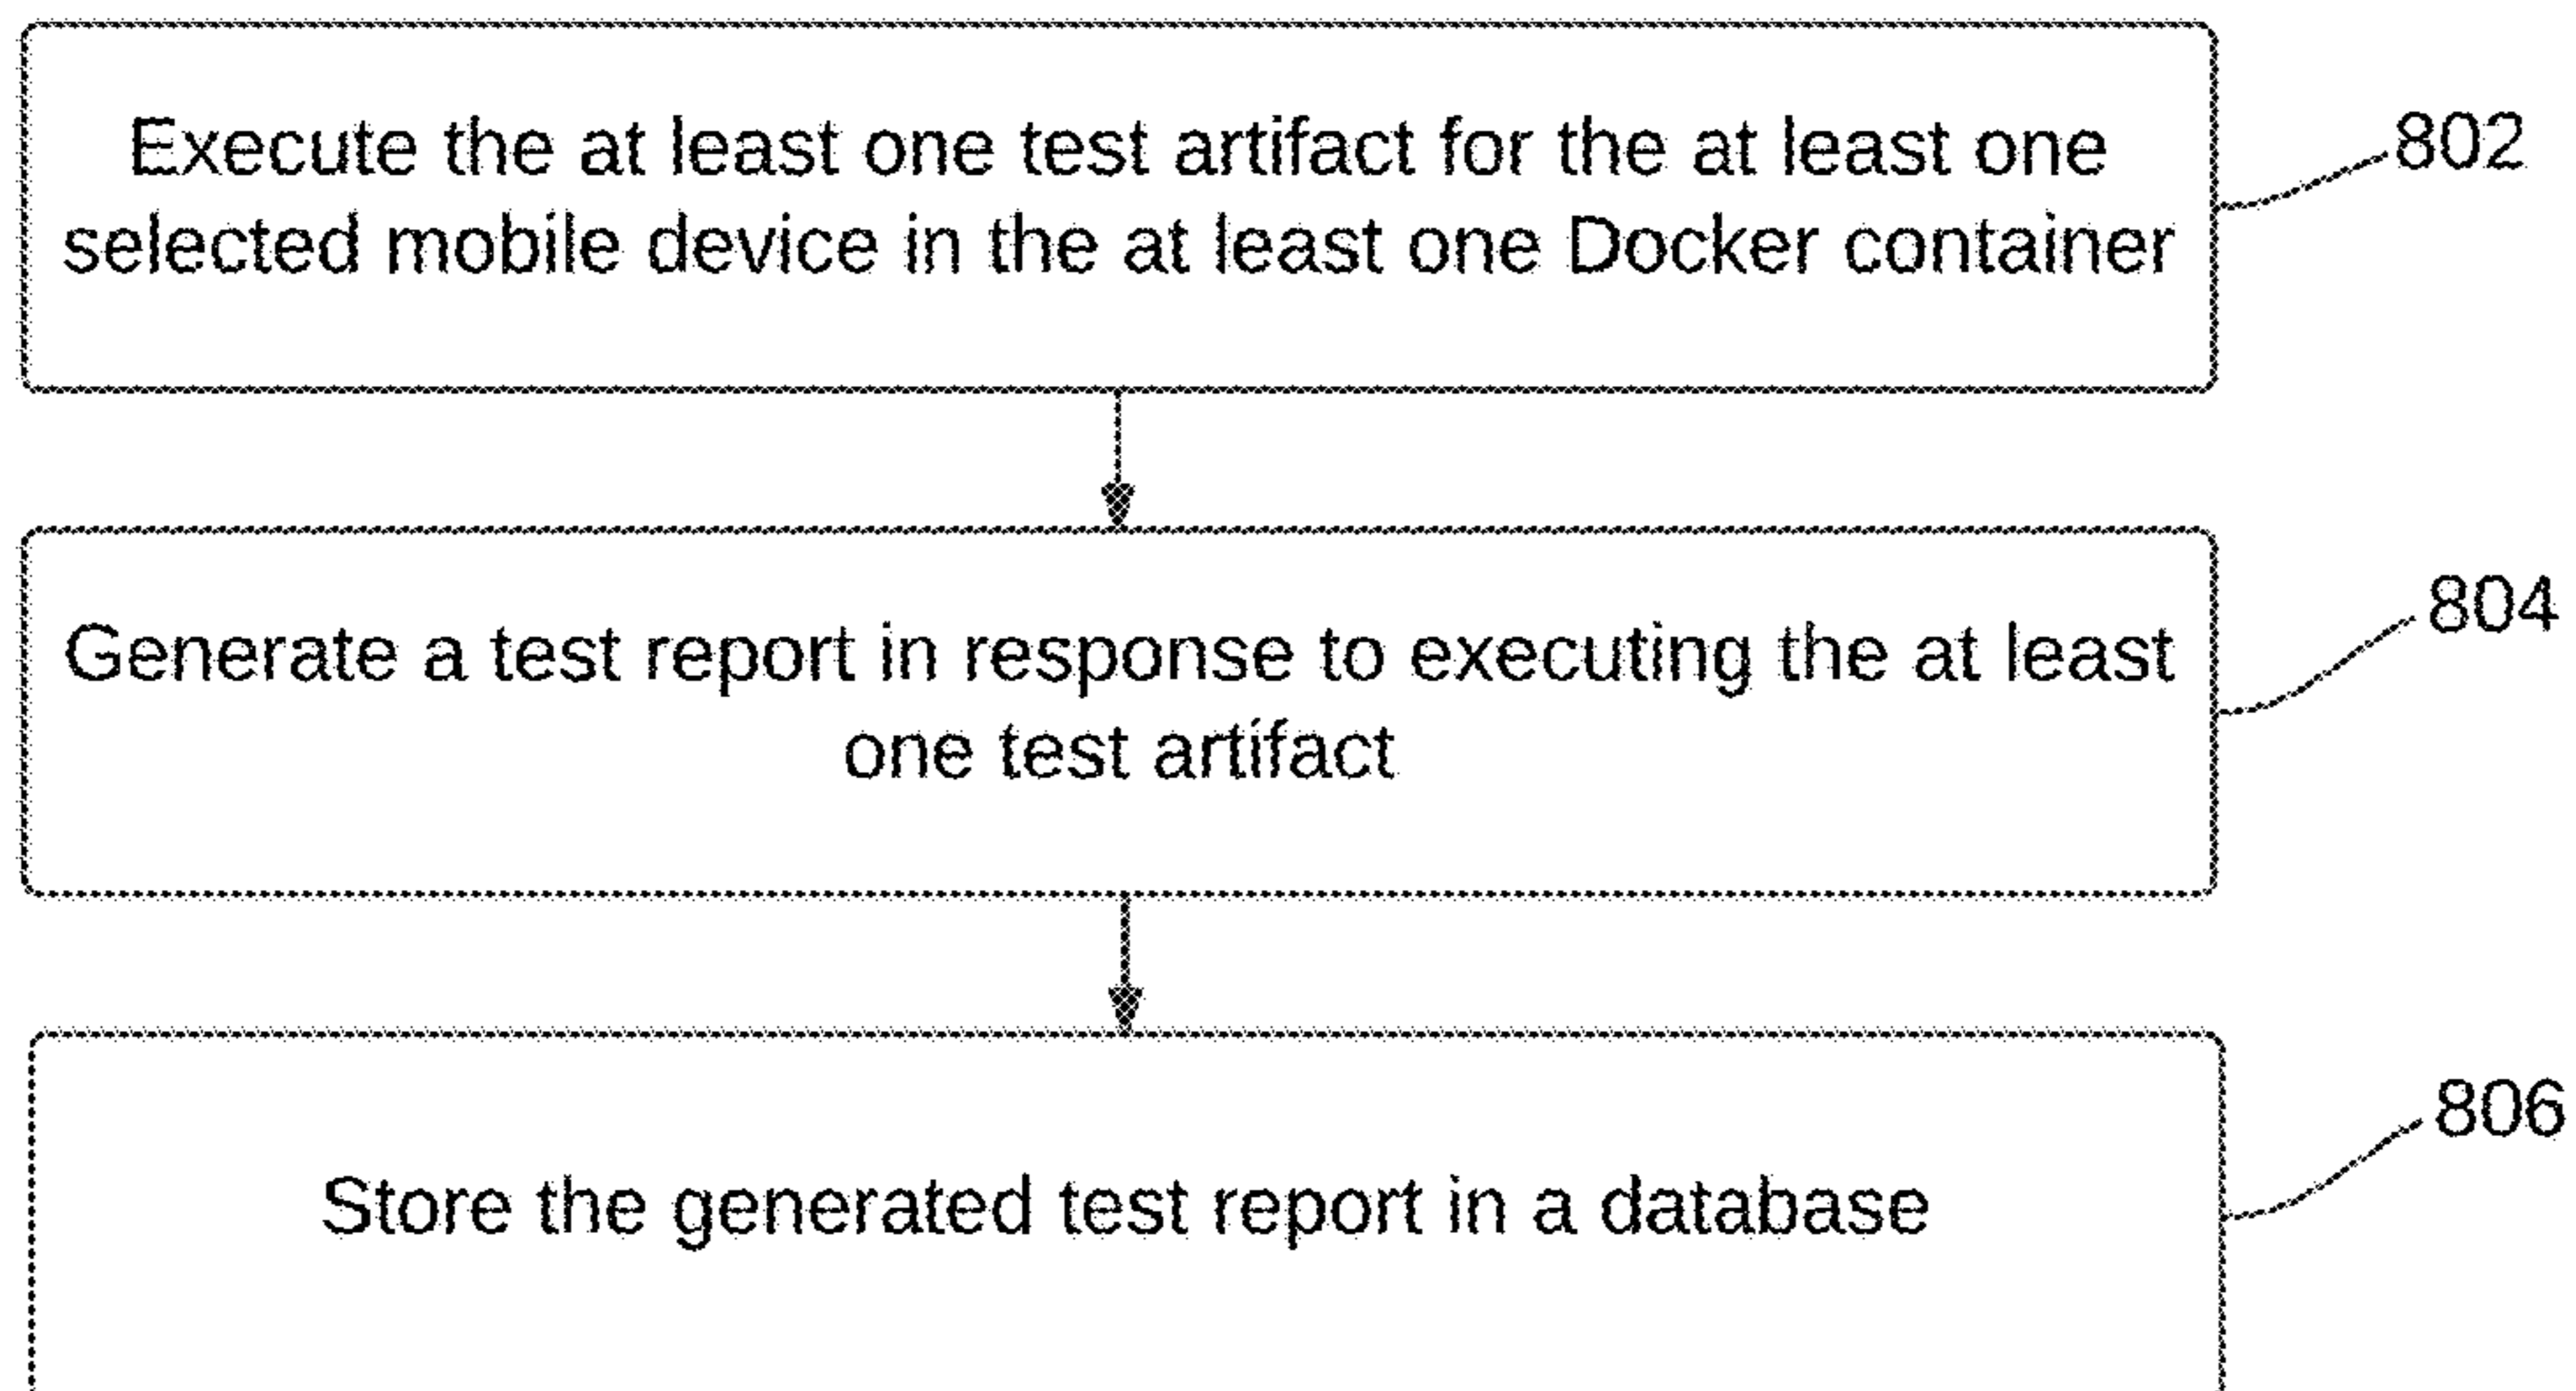 Execute the at least one test artifact for the at least one
selected mobile device in the at least one Docker container
802
Generate a test report in response to executing the at least
one test artifact
804
Store the generated test report in a database
806